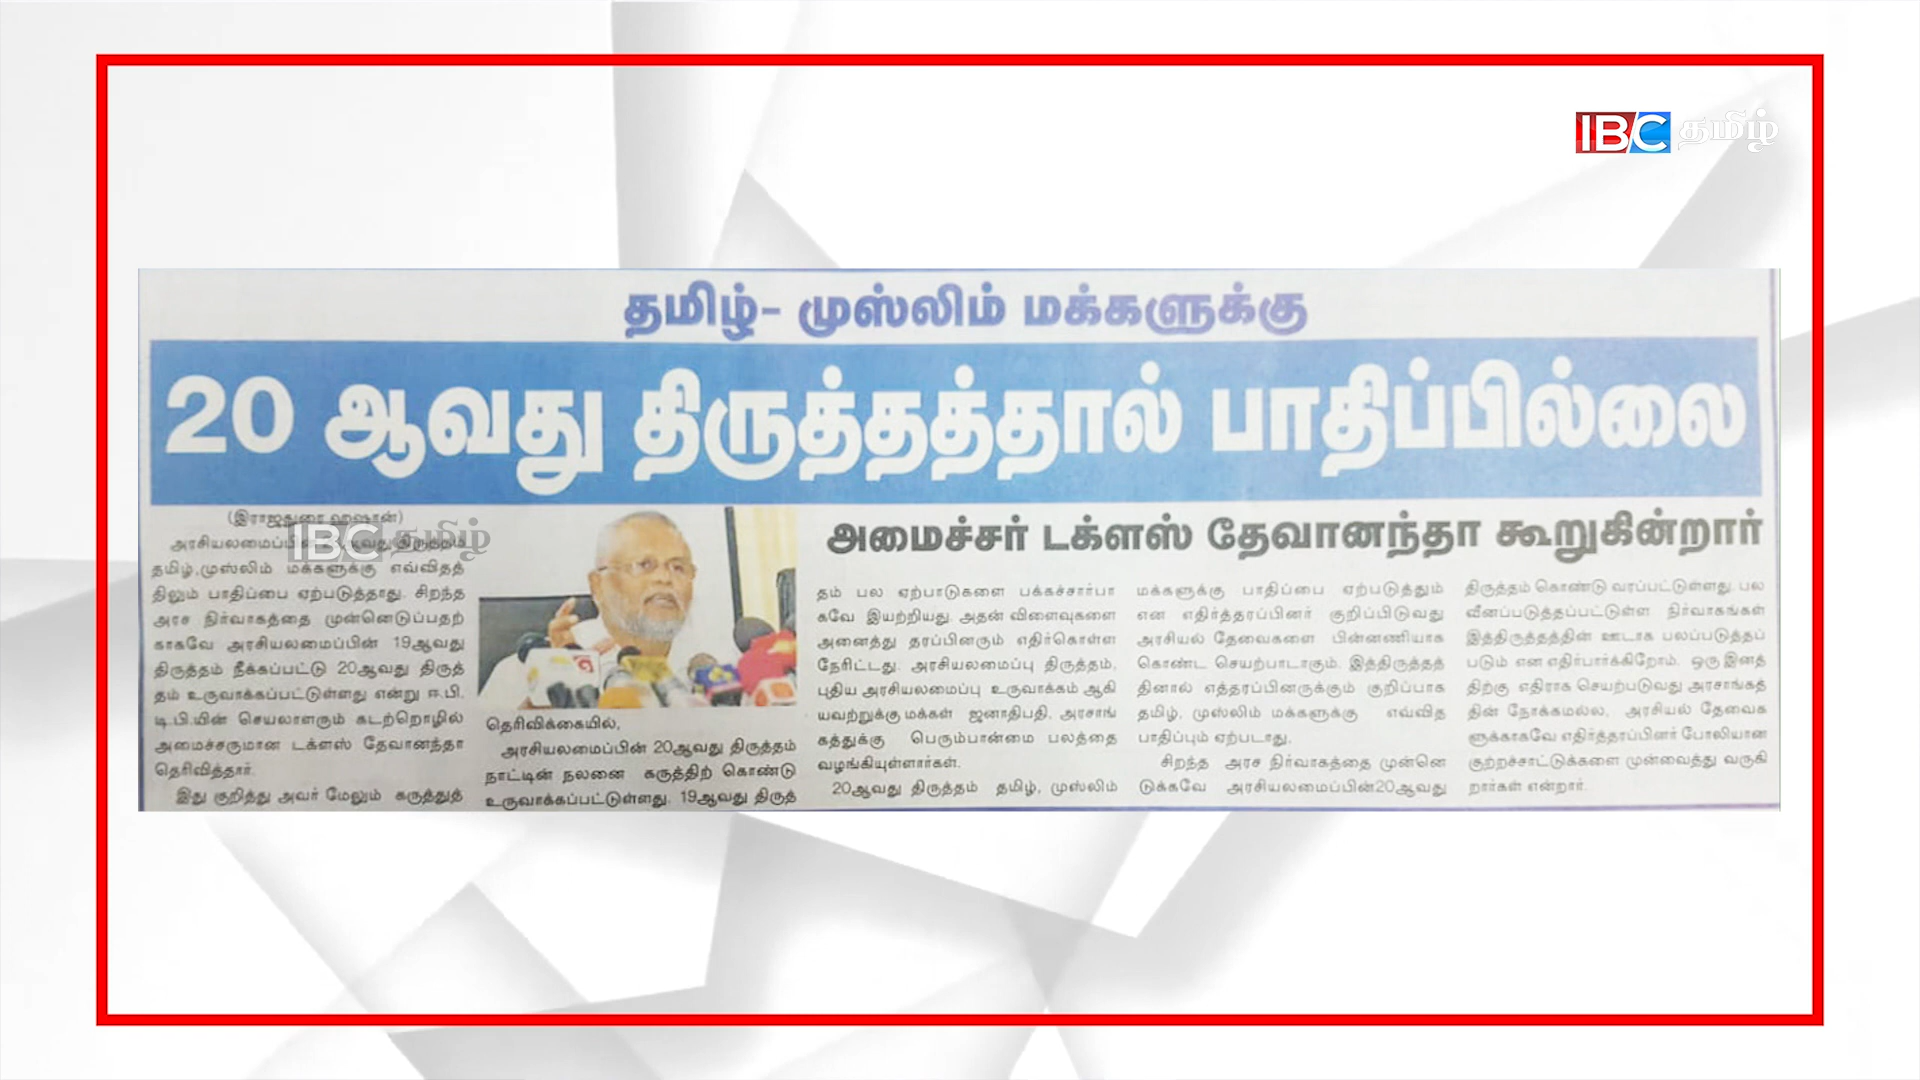 IBC தமிழ்
தமிழ்- முஸ்லிம் மக்களுக்கு
20 ஆவது திருத்தத்தால் பாதிப்பில்லை
அமைச்சர் டக்ளஸ் தேவானந்தா கூறுகின்றார்
(இராஜதுரை ஹஷான்)
IBC தமிழ்
அரசியலமைப்பின் திருத்தம்
தமிழ்,முஸ்லிம் மக்களுக்கு எவ்வித்
திலும் பாதிப்பை ஏற்படுத்தாது. சிறந்த
அரச நிர்வாகத்தை முன்னெடுப்பதற்
காகவே அரசியலமைப்பின் 19ஆவது
திருத்தம் நீக்கப்பட்டு 20ஆவது திருத்
தம் உருவாக்கப்பட்டுள்ளது என்று ஈ.பி.
டி.பி.யின் செயலாளரும் கடற்றொழில்
அமைச்சருமான டக்ளஸ் தேவானந்தா
தெரிவித்தார்.
இது குறித்து அவர் மேலும் கருத்துத்
தெரிவிக்கையில்,
அரசியலமைப்பின் 20ஆவது திருத்தம்
நாட்டின் நலனை கருத்திற் கொண்டு
உருவாக்கப்பட்டுள்ளது. 19ஆவது திருத்
தம் பல ஏற்பாடுகளை பக்கச்சார்பா
கவே இயற்றியது. அதன் விளைவுகளை
அனைத்து தரப்பினரும் எதிர்கொள்ள
நேரிட்டது. அரசியலமைப்பு திருத்தம்,
புதிய அரசியலமைப்பு உருவாக்கம் ஆகி
யவற்றுக்கு மக்கள் ஜனாதிபதி, அரசாங்
கத்துக்கு பெரும்பான்மை பலத்தை
வழங்கியுள்ளார்கள்.
20ஆவது திருத்தம் தமிழ், முஸ்லிம்
மக்களுக்கு பாதிப்பை ஏற்படுத்தும்
என எதிர்த்தரப்பினர் குறிப்பிடுவது
அரசியல் தேவைகளை பின்னணியாக
கொண்ட செயற்பாடாகும். இத்திருத்தத்
தினால் எத்தரப்பினருக்கும் குறிப்பாக
தமிழ், முஸ்லிம் மக்களுக்கு எவ்வித
பாதிப்பும் ஏற்படாது.
சிறந்த அரச நிர்வாகத்தை முன்னெ
டுக்கவே அரசியலமைப்பின்20ஆவது
திருத்தம் கொண்டு வரப்பட்டுள்ளது. பல
வீனப்படுத்தப்பட்டுள்ள நிர்வாகங்கள்
இத்திருத்தத்தின் ஊடாக பலப்படுத்தப்
படும் என எதிர்பார்க்கிறோம். ஒரு இனத்
திற்கு எதிராக செயற்படுவது அரசாங்கத்
தின் நோக்கமல்ல, அரசியல் தேவைக
ளுக்காகவே எதிர்த்தரப்பினர் போலியான
குற்றச்சாட்டுக்களை முன்வைத்து வருகி
றார்கள் என்றார்.